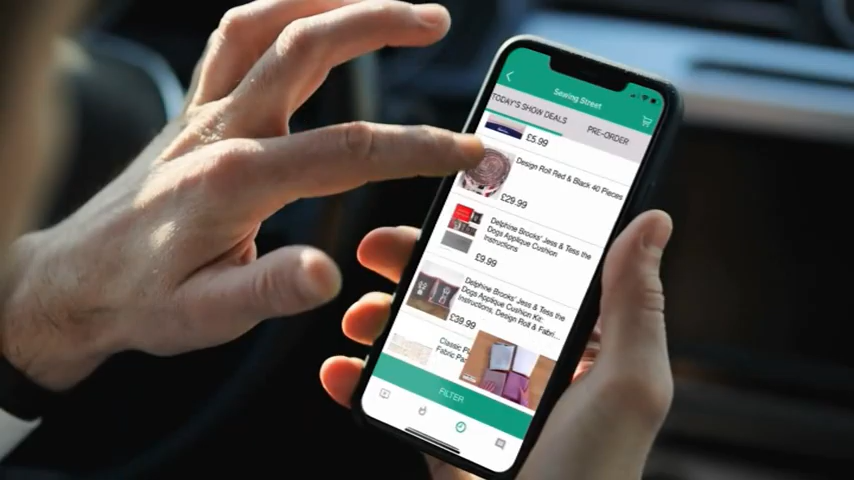 Sewing Street
TODAY'S SHOW DEALS
PRE-ORDER
£5.99
Design Roll Red & Black 40 Pieces
£29.99
Delphine Brooks' Jess & Tess the
Dogs Applique Cushion
Instructions
£9.99
Delphine Brooks' Jess & Tess the
Dogs Applique Cushion Kit:
Instructions, Design Roll & Fabri...
£39.99
Classic
Fabric
FILTER